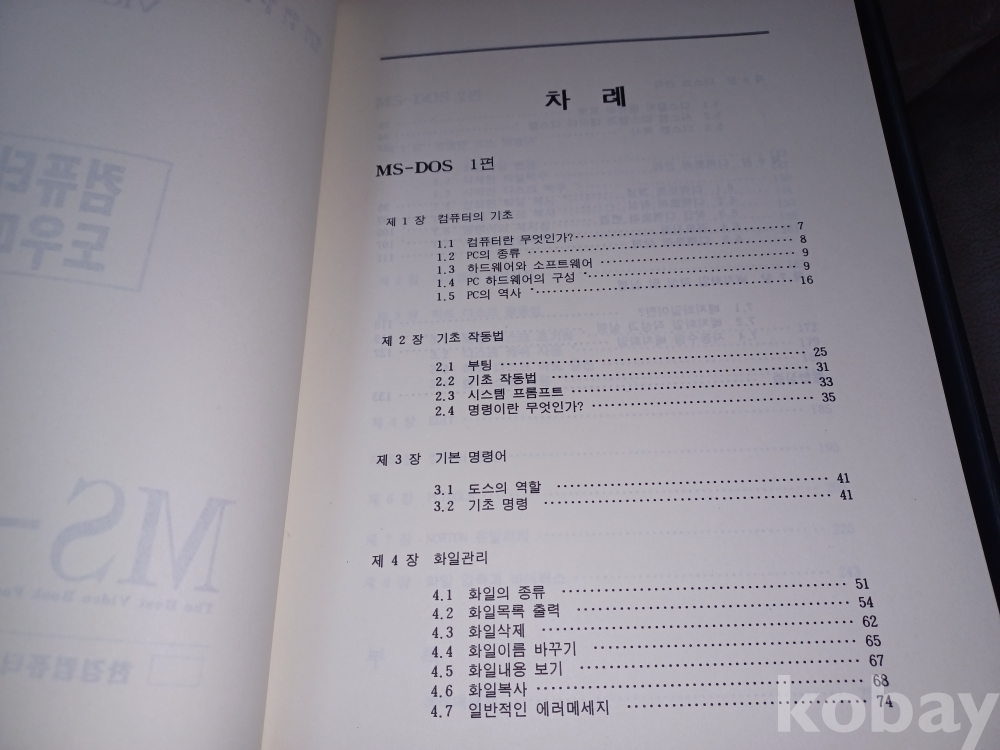 차 례
MS-DOS 1편
제 1 장 컴퓨터의 기초
1.1 컴퓨터란 무엇인가? 7
1.2 PC의 종류 8
1.3 하드웨어와 소프트웨어 9
1.4 PC 하드웨어의 구성 9
1.5 PC의 역사 16
제 2 장 기초 작동법
2.1 부팅 25
2.2 기초 작동법 31
2.3 시스템 프롬프트 33
2.4 명령이란 무엇인가? 35
제 3 장 기본 명령어
3.1 도스의 역할 41
3.2 기초 명령 41
제 4 장 화일관리
4.1 화일의 종류 51
4.2 화일목록 출력 54
4.3 화일삭제 62
4.4 화일이름 바꾸기 65
4.5 화일내용 보기 67
4.6 화일복사 68
4.7 일반적인 에러메세지 74
kobay